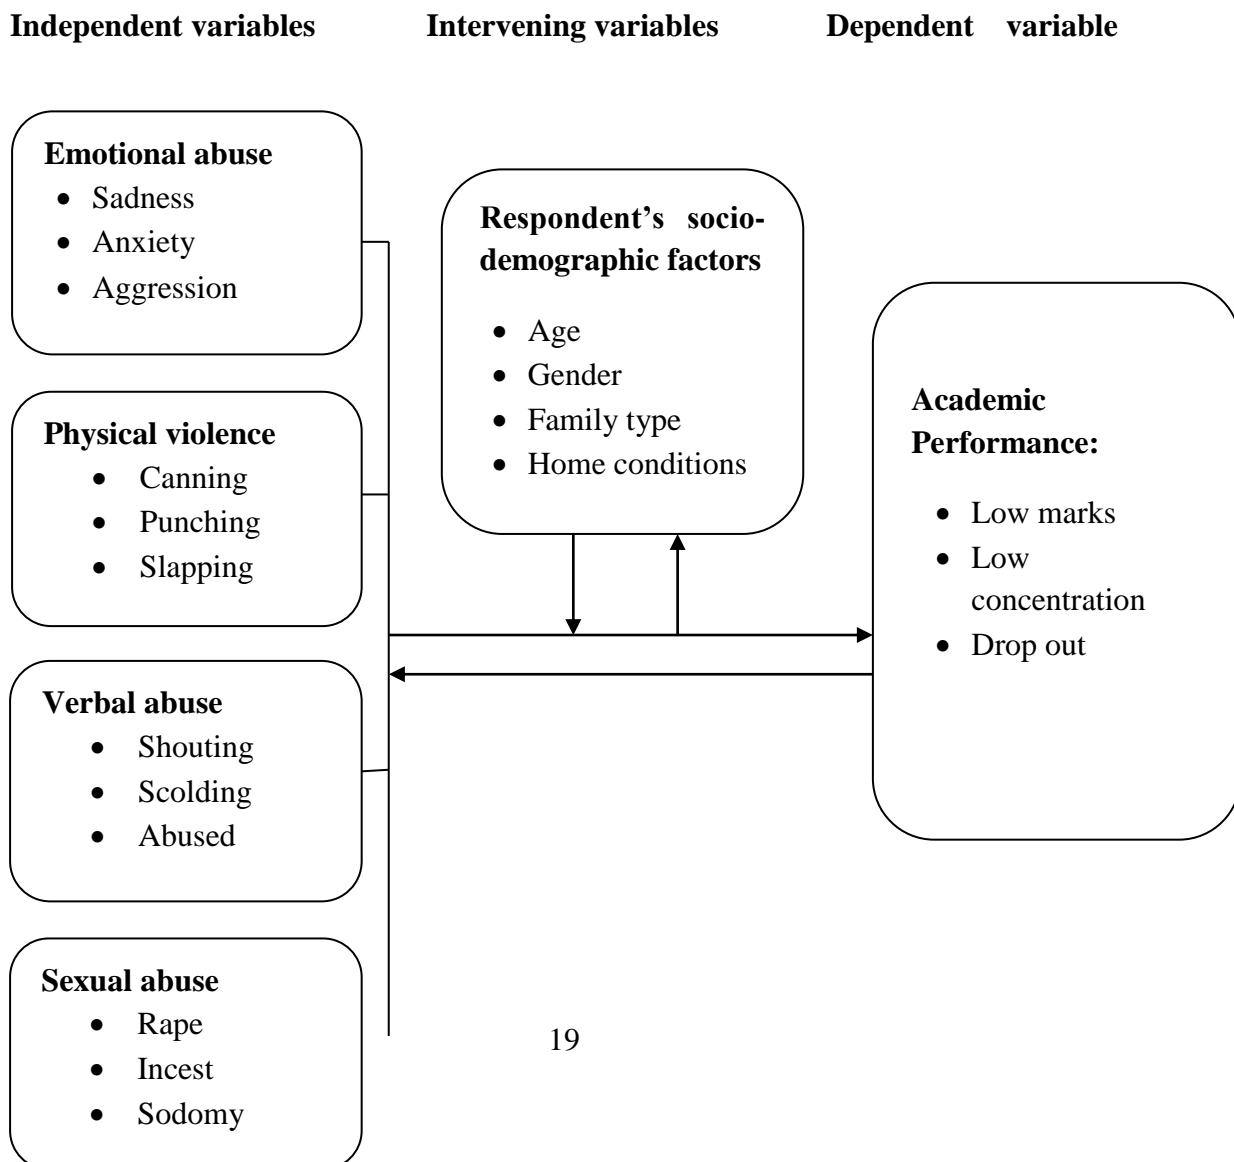 Independent variables
Intervening variables
Dependent variable
Emotional abuse
• Sadness
• Anxiety
• Aggression
Physical violence
• Canning
• Punching
• Slapping
Verbal abuse
• Shouting
• Scolding
• Abused
Sexual abuse
• Rape
• Incest
• Sodomy
Respondent’s socio-
demographic factors
• Age
• Gender
• Family type
• Home conditions
Academic
Performance:
• Low marks
• Low
concentration
• Drop out
19